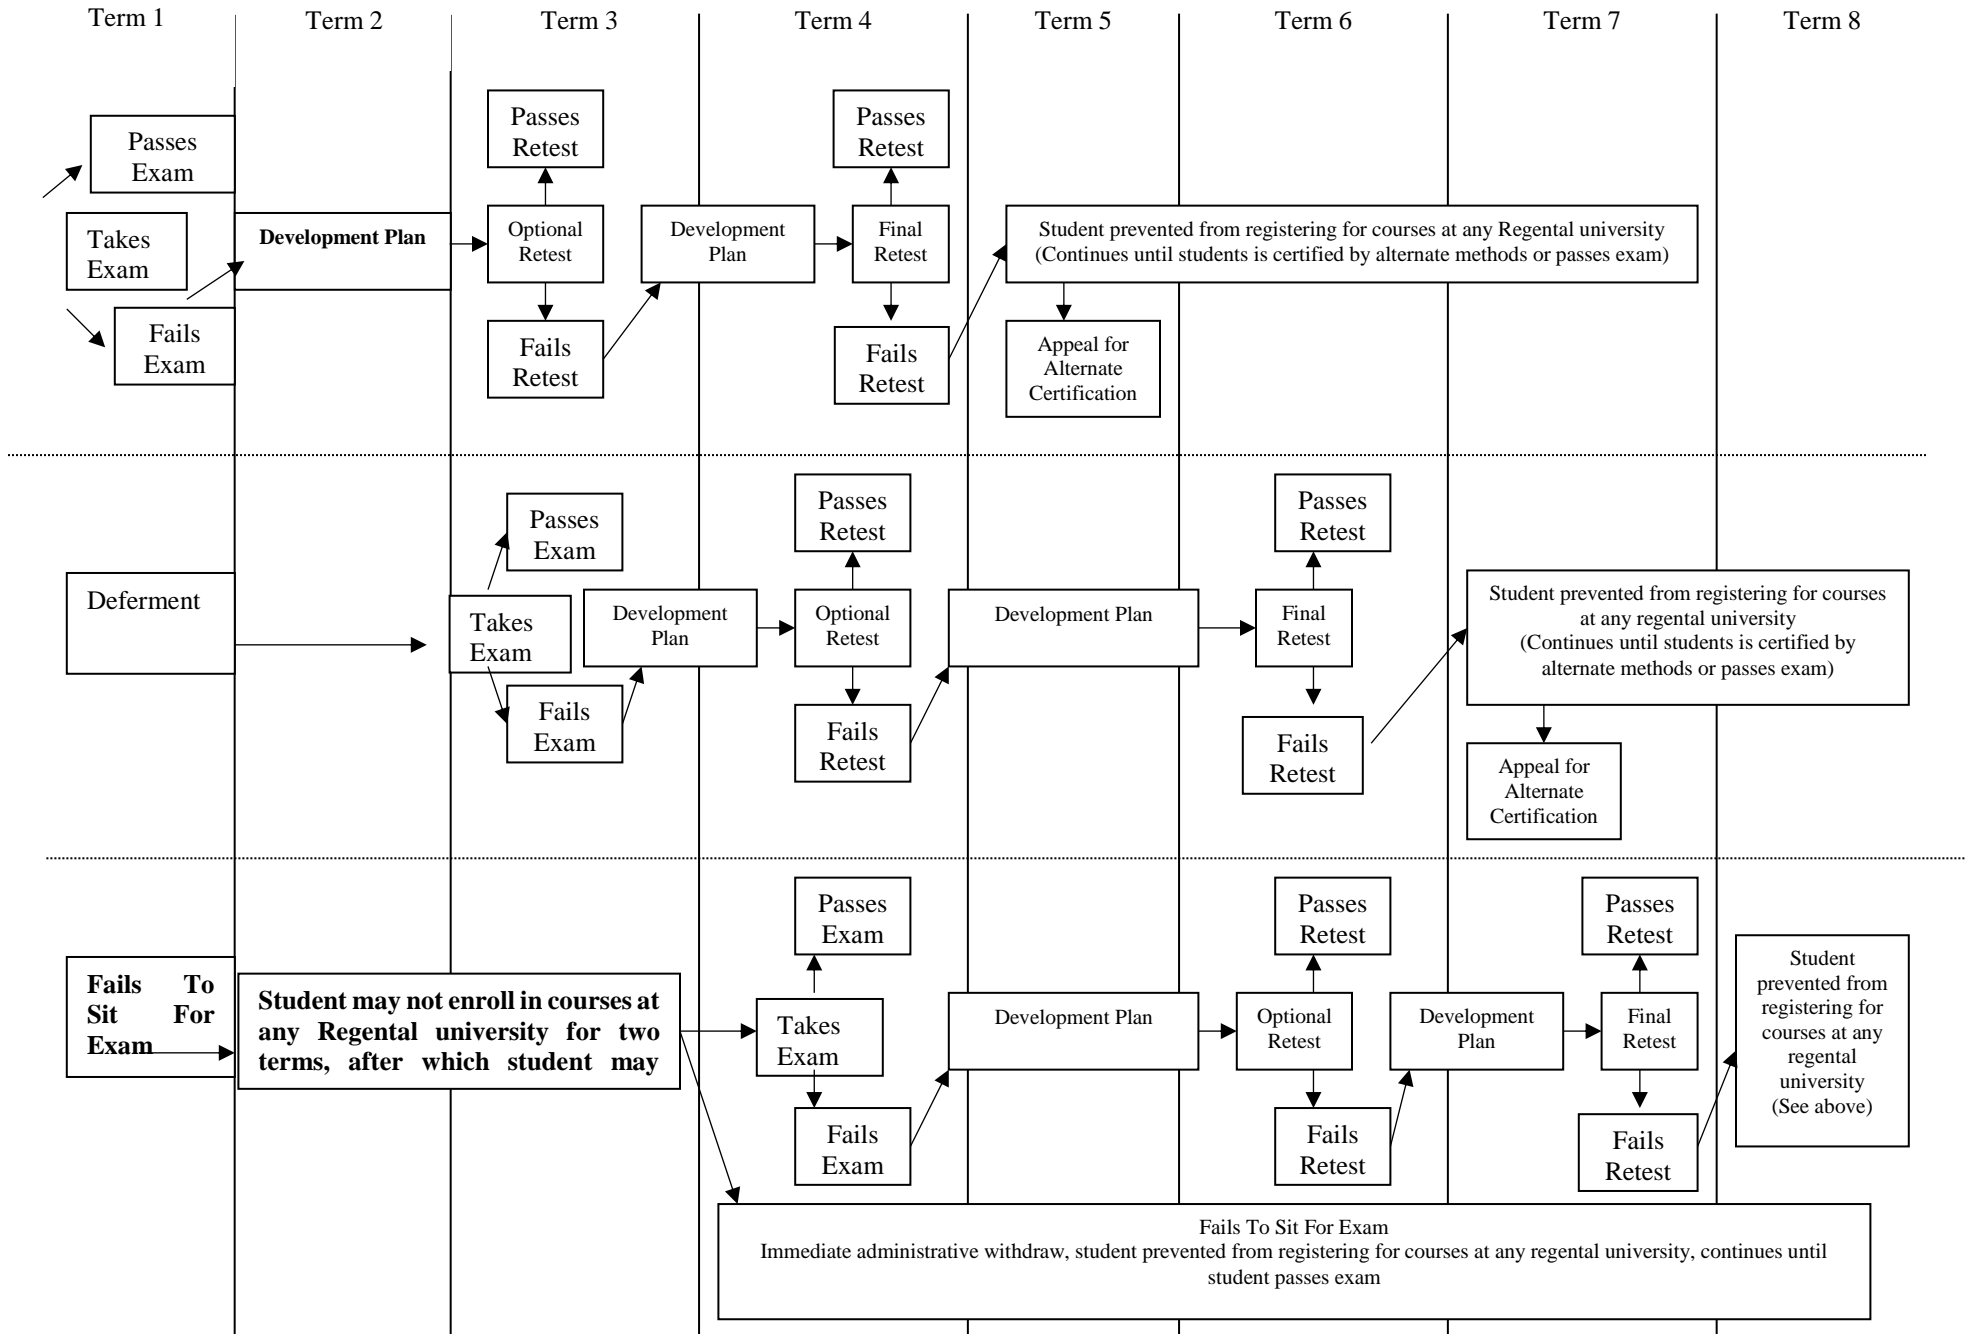 Term 1
Term 2
Term 3
Term 4
Term 5
Term 6
Term 7
Term 8
Passes
Exam
Takes
Exam
Fails
Exam
Development Plan
Passes
Retest
Optional
Retest
Fails
Retest
Development
Plan
Passes
Retest
Final
Retest
Fails
Retest
Student prevented from registering for courses at any Regental university
(Continues until students is certified by alternate methods or passes exam)
Appeal for
Alternate
Certification
Deferment
Passes
Exam
Takes
Exam
Fails
Exam
Development
Plan
Passes
Retest
Optional
Retest
Fails
Retest
Development Plan
Passes
Retest
Final
Retest
Fails
Retest
Student prevented from registering for courses
at any regental university
(Continues until students is certified by
alternate methods or passes exam)
Appeal for
Alternate
Certification
Fails To
Sit For
Exam
Student may not enroll in courses at
any Regental university for two
terms, after which student may
Passes
Exam
Takes
Exam
Fails
Exam
Development Plan
Passes
Retest
Optional
Retest
Fails
Retest
Development
Plan
Passes
Retest
Final
Retest
Fails
Retest
Student
prevented from
registering for
courses at any
regental
university
(See above)
Fails To Sit For Exam
Immediate administrative withdraw, student prevented from registering for courses at any regental university, continues until
student passes exam